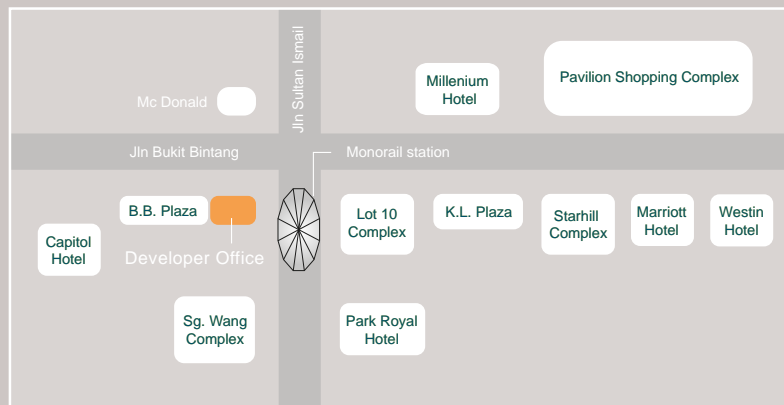 Jln Sultan Ismail
Millenium
Hotel
Pavilion Shopping Complex
Mc Donald
Jln Bukit Bintang
Monorail station
B.B. Plaza
Lot 10
Complex
K.L. Plaza
Starhill
Complex
Marriott
Hotel
Westin
Hotel
Capitol
Hotel
Developer Office
Sg. Wang
Complex
Park Royal
Hotel